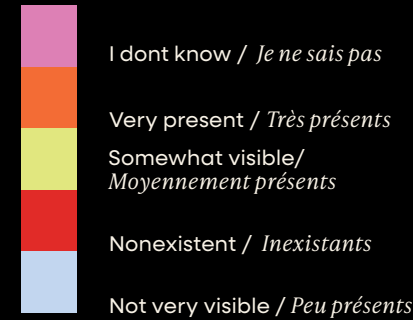 I dont know / Je ne sais pas
Very present / Très présents
Somewhat visible/
Moyennement présents
Nonexistent / Inexistants
Not very visible / Peu présents